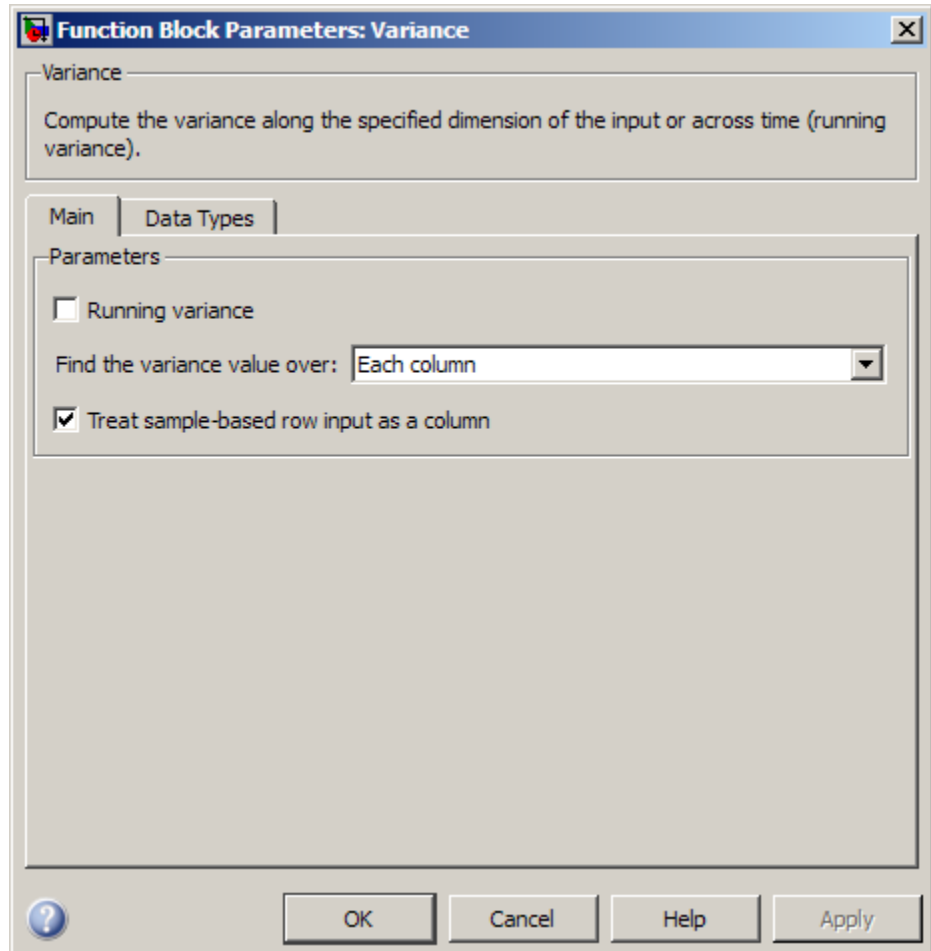 Function Block Parameters: Variance
Variance
Compute the variance along the specified dimension of the input or across time (running
variance).
Main
Data Types
Parameters
Running variance
Find the variance value over: Each column
Treat sample-based row input as a column
OK
Cancel
Help
Apply